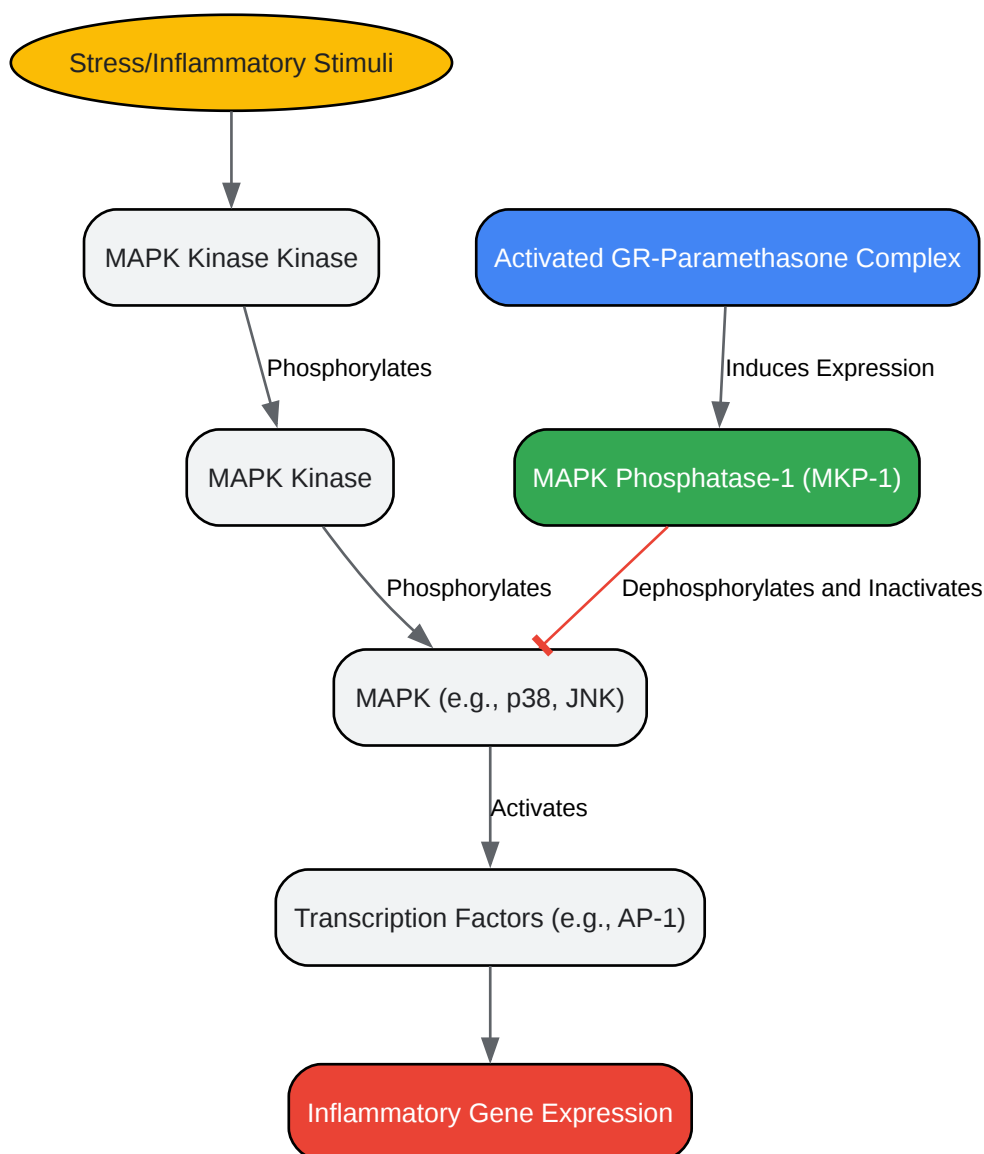 Stress/Inflammatory Stimuli
MAPK Kinase Kinase
Activated GR-Paramethasone Complex
Phosphorylates
Induces Expression
MAPK Kinase
MAPK Phosphatase-1 (MKP-1)
Phosphorylates
Dephosphorylates and Inactivates
MAPK (e.g., p38, JNK)
Activates
Transcription Factors (e.g., AP-1)
Inflammatory Gene Expression